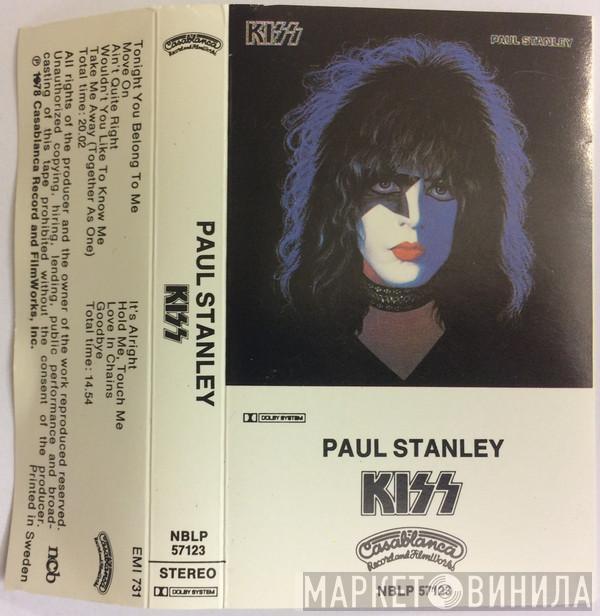 Casablanca
Record and FilmWorks
Tonight You Belong To Me
Move On
Ain't Quite Right
Wouldn't You Like To Know Me
Take Me Away (Together As One)
Total time: 20.02
It's Alright
Hold Me, Touch Me
Love In Chains
Goodbye
Total time: 14.54
All rights of the producer and the owner of the work reproduced reserved.
Unauthorized copying, hiring, lending, public performance and broad-
casting of this tape prohibited without the consent of the producer.
℗ 1978 Casablanca Record and FilmWorks, Inc.
Printed in Sweden
ncb
Casablanca
EMI 731
PAUL STANLEY
KISS
NBLP
57123
STEREO
DOLBY SYSTEM
KISS
PAUL STANLEY
DOLBY SYSTEM
PAUL STANLEY
KISS
Casablanca
Record and FilmWorks
NBLP 57123
МАРКЕТ ВИНИЛА